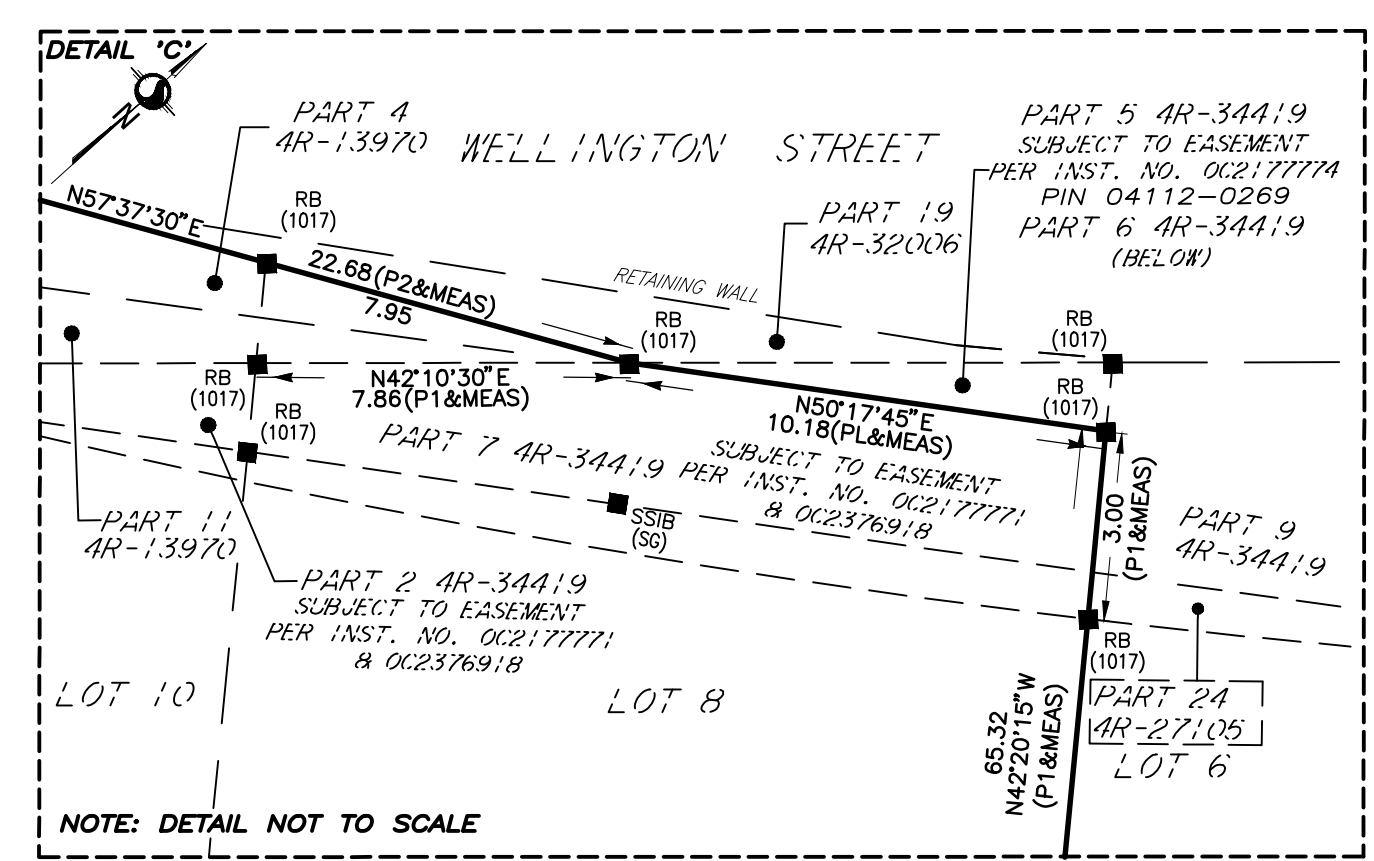 DETAIL 'C'
N
PART 4
4R-13970
WELLINGTON STREET
PART 5 4R-34419
SUBJECT TO EASEMENT
PER INST. NO. OC2177774
PIN 04112-0269
PART 6 4R-34419
(BELOW)
N57°37'30"E
RB
(1017)
PART 19
4R-32006
22.68(P2&MEAS)
7.95
RETAINING WALL
RB
(1017)
RB
(1017)
RB
(1017)
N42°10'30"E
7.86(P1&MEAS)
RB
(1017)
RB
(1017)
N50°17'45"E
10.18(PL&MEAS)
PART 7 4R-34419
SUBJECT TO EASEMENT
PER INST. NO. OC2177771
& OC2376918
SSIB
(SG)
3.00
(P1&MEAS)
PART 9
4R-34419
PART 11
4R-13970
PART 2 4R-34419
SUBJECT TO EASEMENT
PER INST. NO. OC2177771
& OC2376918
RB
(1017)
LOT 10
LOT 8
65.32
N42°20'15"W
(P1&MEAS)
PART 24
4R-27105
LOT 6
NOTE: DETAIL NOT TO SCALE